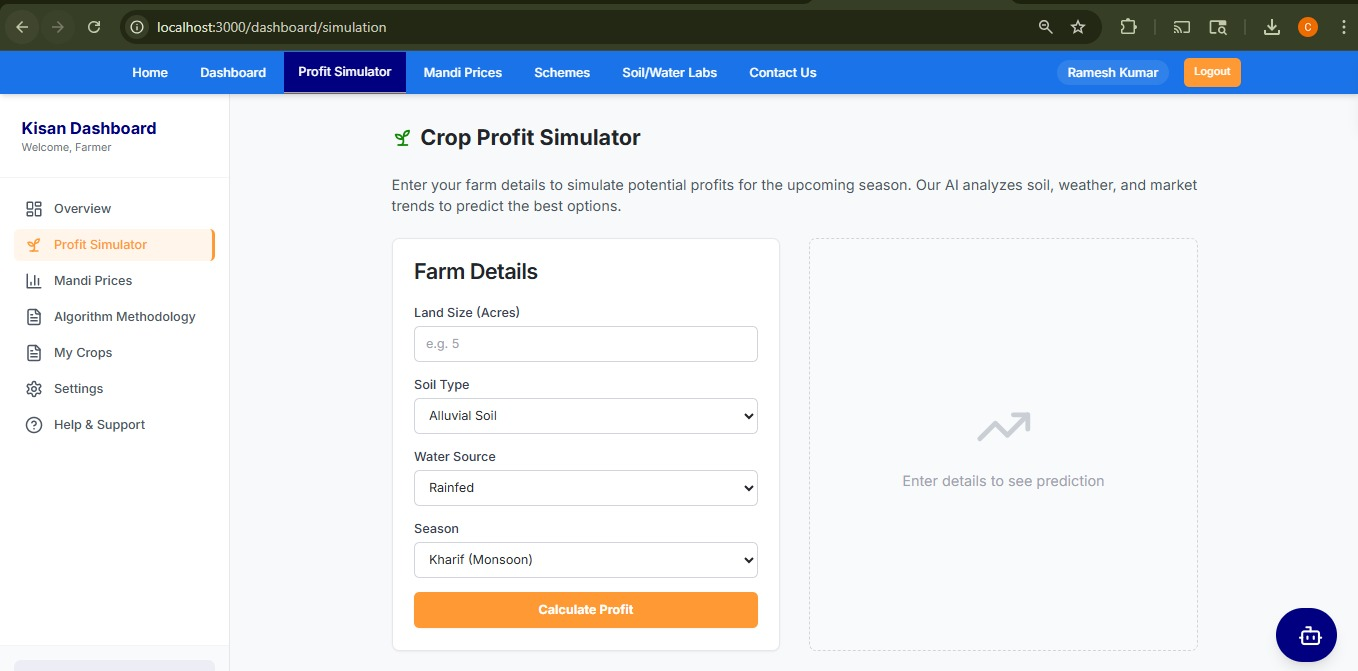 localhost:3000/dashboard/simulation
C
Home
Dashboard
Profit Simulator
Mandi Prices
Schemes
Soil/Water Labs
Contact Us
Ramesh Kumar
Logout
Kisan Dashboard
Welcome, Farmer
Overview
Profit Simulator
Mandi Prices
Algorithm Methodology
My Crops
Settings
Help & Support
Crop Profit Simulator
Enter your farm details to simulate potential profits for the upcoming season. Our AI analyzes soil, weather, and market
trends to predict the best options.
Farm Details
Land Size (Acres)
e.g. 5
Soil Type
Alluvial Soil
Water Source
Rainfed
Season
Kharif (Monsoon)
Calculate Profit
Enter details to see prediction